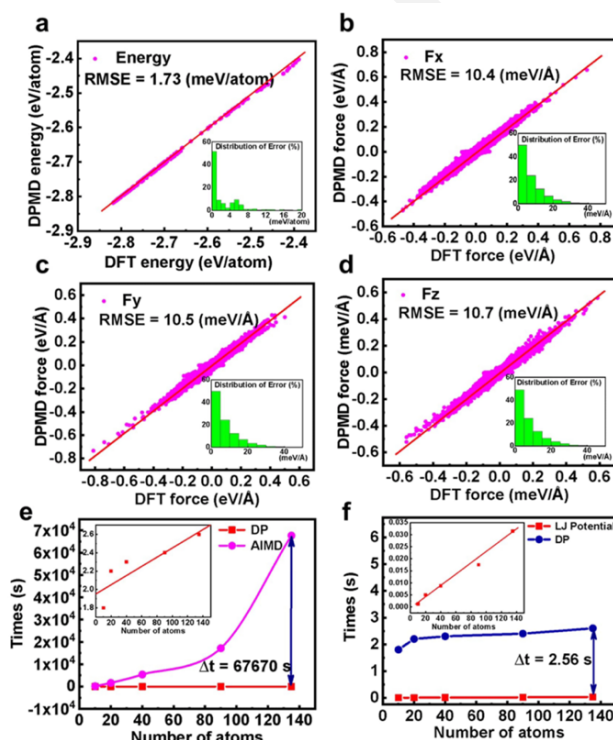 a
Energy
RMSE = 1.73 (meV/atom)
DPMD energy (eV/atom)
-2.4
-2.5
-2.6
-2.7
-2.8
-2.9
Distribution of Error (%)
60
40
20
0
0 4 8 12 16 20
(meV/atom)
-2.9 -2.8 -2.7 -2.6 -2.5 -2.4
DFT energy (eV/atom)
b
Fx
RMSE = 10.4 (meV/Å)
DPMD force (eV/Å)
0.8
0.6
0.4
0.2
0.0
-0.2
-0.4
-0.6
Distribution of Error (%)
60
40
20
0
0 20 40
(meV/Å)
-0.6 -0.4 -0.2 0.0 0.2 0.4 0.6 0.8
DFT force (eV/Å)
c
Fy
RMSE = 10.5 (meV/Å)
DPMD force (eV/Å)
0.6
0.4
0.2
0.0
-0.2
-0.4
-0.6
-0.8
Distribution of Error (%)
60
40
20
0
0 20 40
(meV/Å)
-0.8 -0.6 -0.4 -0.2 0.0 0.2 0.4 0.6
DFT force (eV/Å)
d
Fz
RMSE = 10.7 (meV/Å)
DPMD force (eV/Å)
0.6
0.4
0.2
0.0
-0.2
-0.4
-0.6
Distribution of Error (%)
60
40
20
0
0 20 40
(meV/Å)
-0.6 -0.4 -0.2 0.0 0.2 0.4 0.6
DFT force (eV/Å)
e
DP
AIMD
Times (s)
7x10⁴
6x10⁴
5x10⁴
4x10⁴
3x10⁴
2x10⁴
1x10⁴
0
-1x10⁴
2.6
2.4
2.2
2.0
1.8
1.6
0 20 40 60 80 100 120 140
Number of atoms
Δt = 67670 s
0 20 40 60 80 100 120 140
Number of atoms
f
LJ Potential
DP
Times (s)
6
5
4
3
2
1
0
0.035
0.030
0.025
0.020
0.015
0.010
0.005
0.000
0 20 40 60 80 100 120 140
Number of atoms
Δt = 2.56 s
0 20 40 60 80 100 120 140
Number of atoms